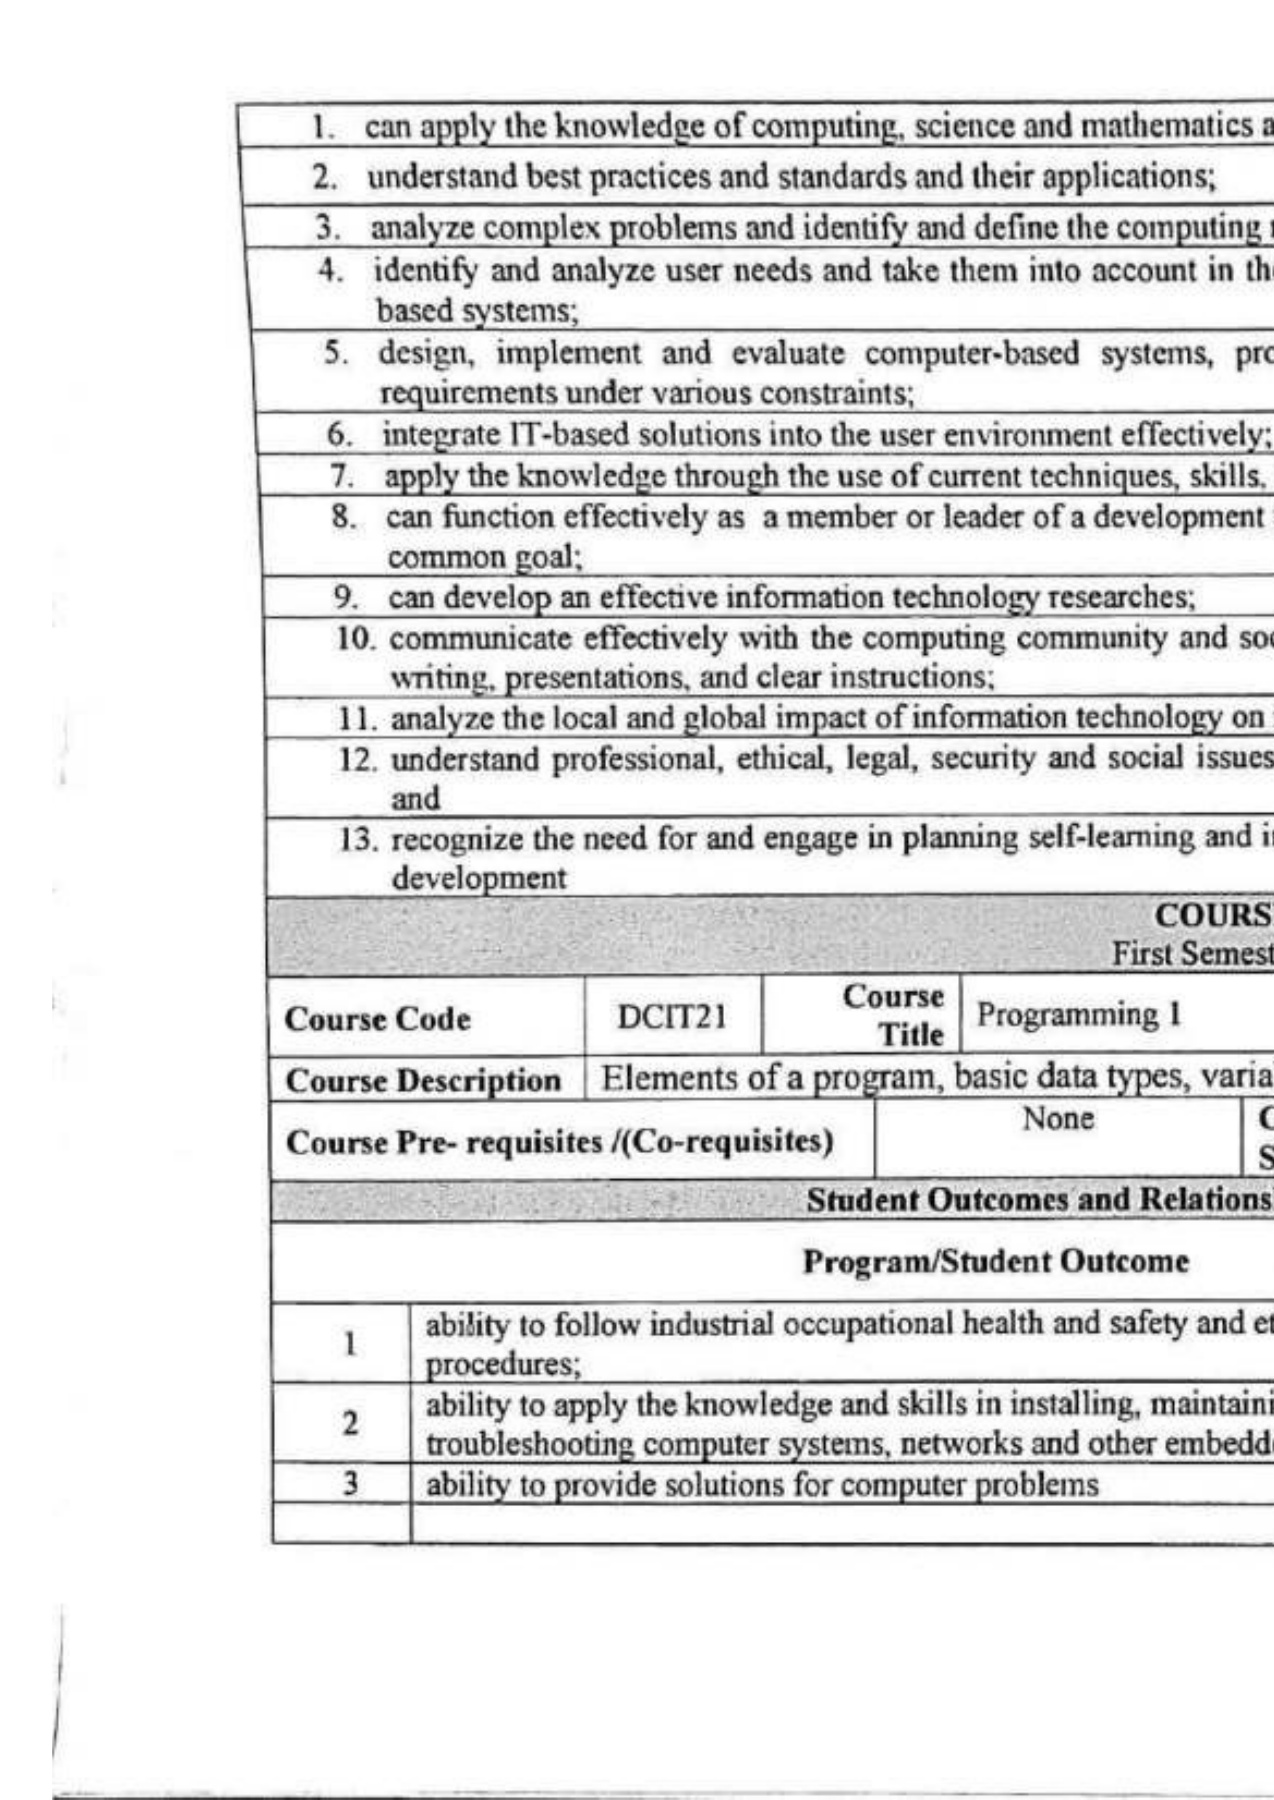 1. can apply the knowledge of computing, science and mathematics a
2. understand best practices and standards and their applications;
3. analyze complex problems and identify and define the computing
4. identify and analyze user needs and take them into account in th
based systems;
5. design, implement and evaluate computer-based systems, pro
requirements under various constraints;
6. integrate IT-based solutions into the user environment effectively;
7. apply the knowledge through the use of current techniques, skills,
8. can function effectively as a member or leader of a development
common goal;
9. can develop an effective information technology researches;
10. communicate effectively with the computing community and so
writing, presentations, and clear instructions;
11. analyze the local and global impact of information technology on
12. understand professional, ethical, legal, security and social issues
and
13. recognize the need for and engage in planning self-learning and i
development
COURS
First Semest
Course Code DCIT21 Course Title Programming 1
Course Description Elements of a program, basic data types, varia
Course Pre- requisites /(Co-requisites) None C
S
Student Outcomes and Relations
Program/Student Outcome
1 ability to follow industrial occupational health and safety and et
procedures;
2 ability to apply the knowledge and skills in installing, maintaini
troubleshooting computer systems, networks and other embedd
3 ability to provide solutions for computer problems